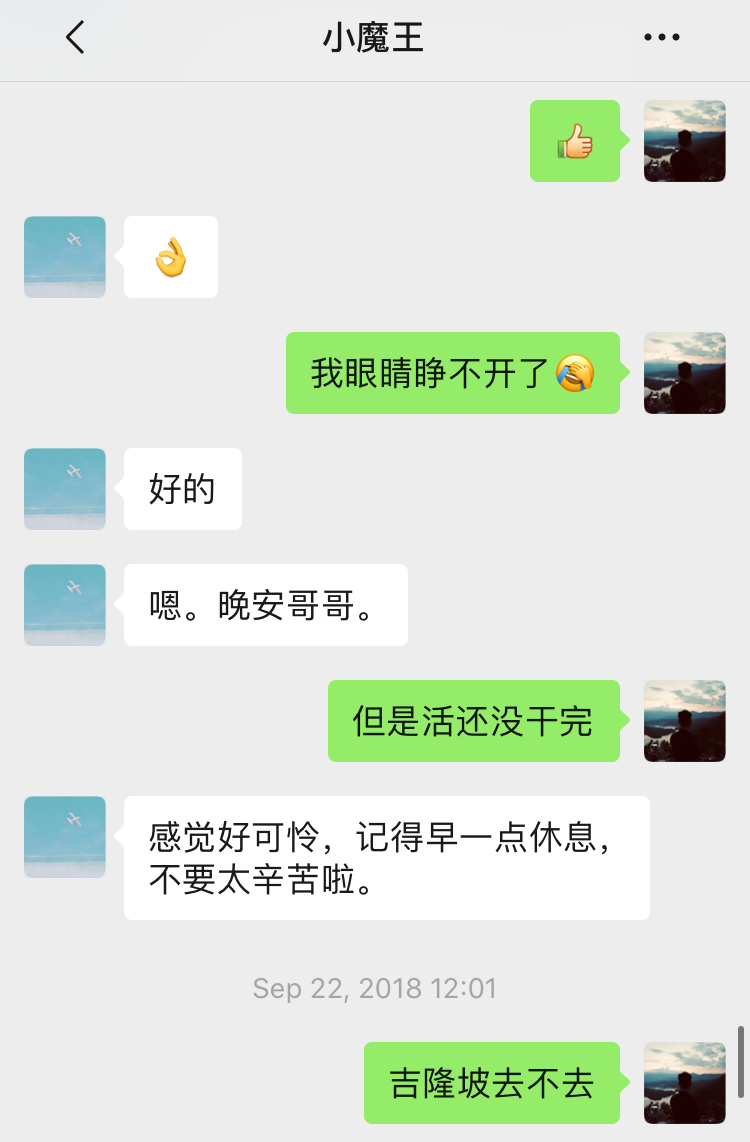 小魔王
👍
👌
我眼睛睁不开了🤦
好的
嗯。晚安哥哥。
但是活还没干完
感觉好可怜，记得早一点休息，
不要太辛苦啦。
Sep 22, 2018 12:01
吉隆坡去不去